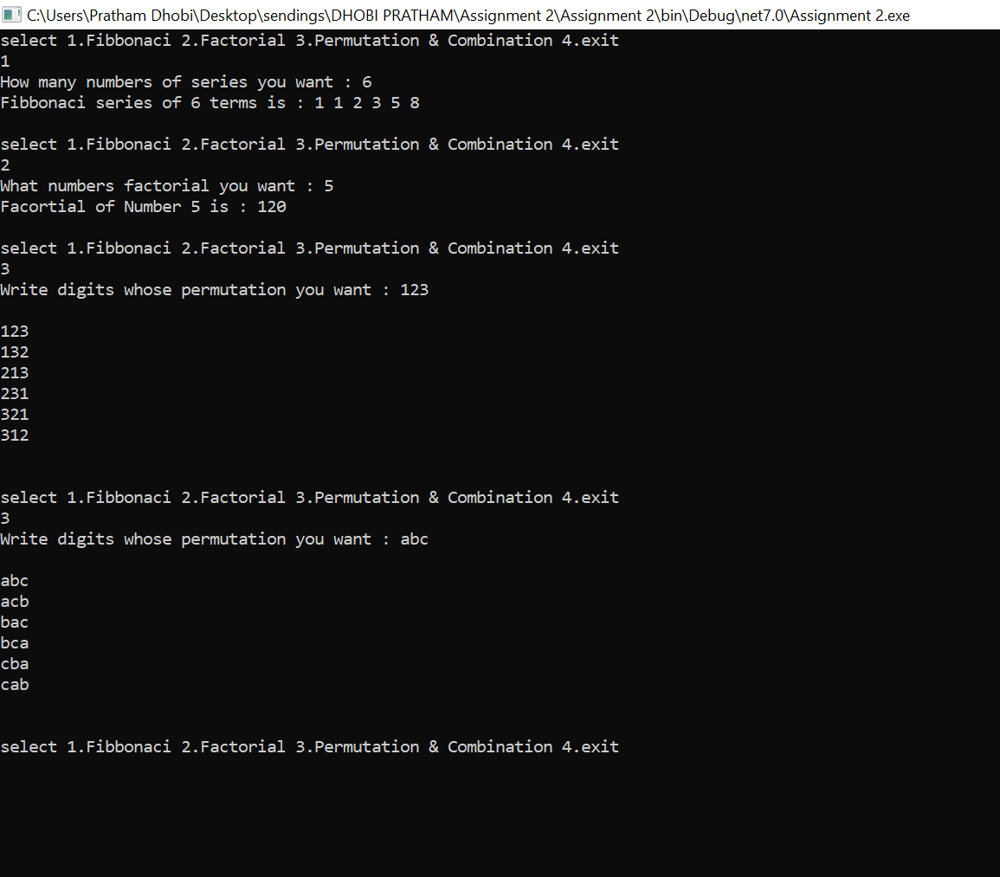 C:\Users\Pratham Dhobi\Desktop\sendings\DHOBI PRATHAM\Assignment 2\Assignment 2\bin\Debug\net7.0\Assignment 2.exe
select 1.Fibbonaci 2.Factorial 3.Permutation & Combination 4.exit
1
How many numbers of series you want : 6
Fibbonaci series of 6 terms is : 1 1 2 3 5 8
select 1.Fibbonaci 2.Factorial 3.Permutation & Combination 4.exit
2
What numbers factorial you want : 5
Facortial of Number 5 is : 120
select 1.Fibbonaci 2.Factorial 3.Permutation & Combination 4.exit
3
Write digits whose permutation you want : 123
123
132
213
231
321
312
select 1.Fibbonaci 2.Factorial 3.Permutation & Combination 4.exit
3
Write digits whose permutation you want : abc
abc
acb
bac
bca
cba
cab
select 1.Fibbonaci 2.Factorial 3.Permutation & Combination 4.exit